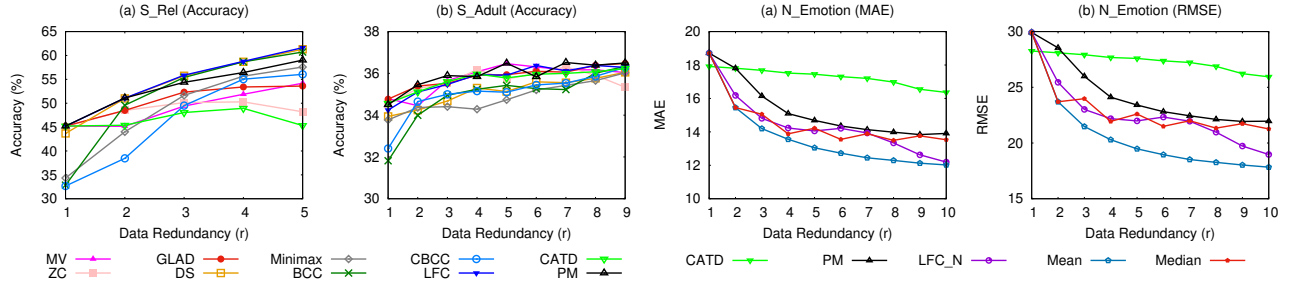 (a) S_Rel (Accuracy)
Accuracy (%)
65
60
55
50
45
40
35
30
1 2 3 4 5
Data Redundancy (r)
(b) S_Adult (Accuracy)
Accuracy (%)
38
36
34
32
30
1 2 3 4 5 6 7 8 9
Data Redundancy (r)
MV GLAD Minimax CBCC CATD
ZC DS BCC LFC PM
(a) N_Emotion (MAE)
MAE
20
18
16
14
12
10
1 2 3 4 5 6 7 8 9 10
Data Redundancy (r)
(b) N_Emotion (RMSE)
RMSE
30
25
20
15
1 2 3 4 5 6 7 8 9 10
Data Redundancy (r)
CATD PM LFC_N Mean Median